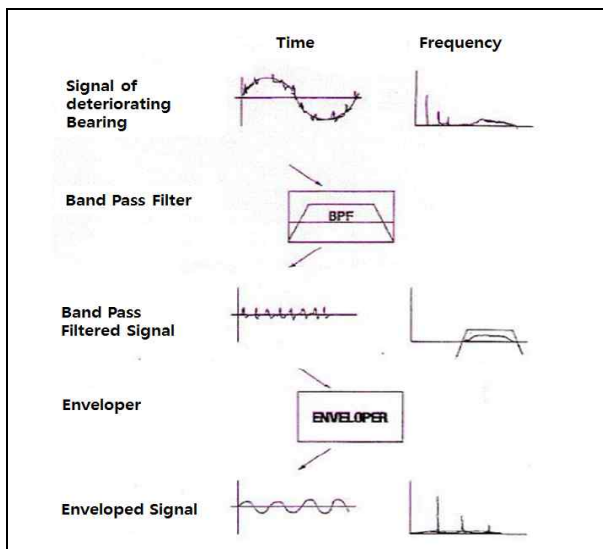 Time Frequency
Signal of
deteriorating
Bearing
Band Pass Filter
BPF
Band Pass
Filtered Signal
Enveloper
ENVELOPER
Enveloped Signal